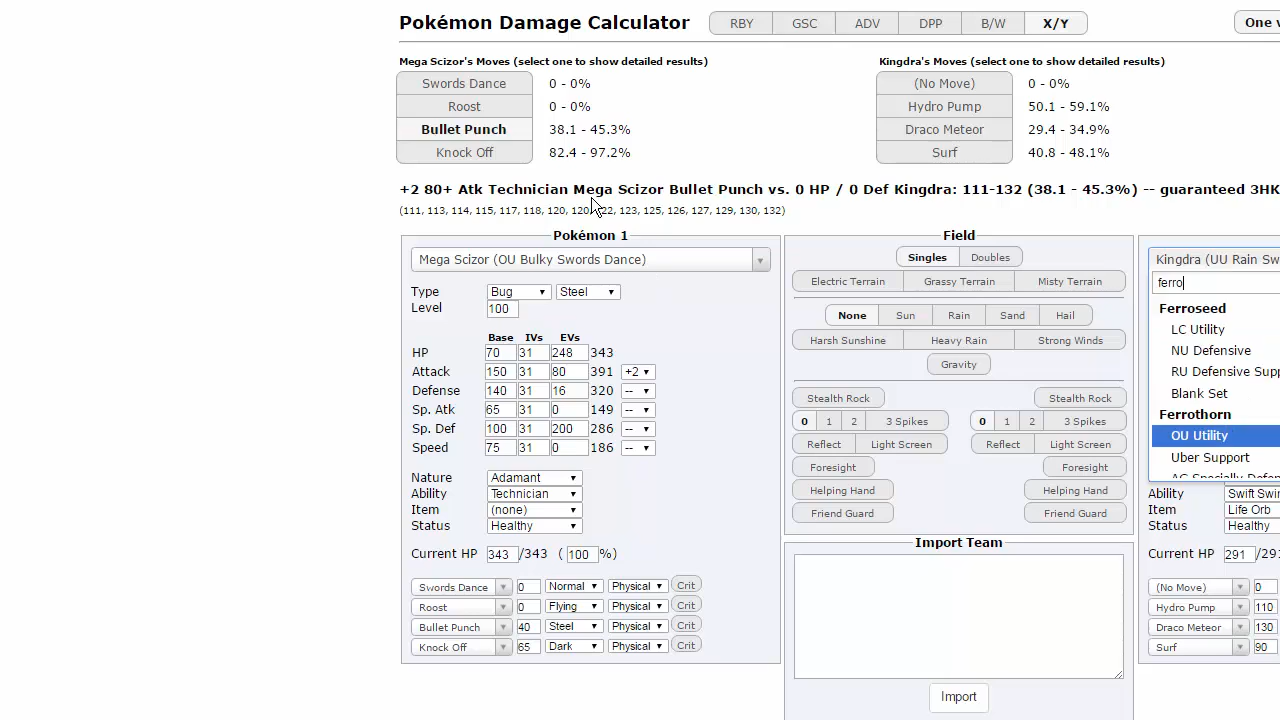 Pokémon Damage Calculator RBY GSC ADV DPP B/W X/Y One v
Mega Scizor's Moves (select one to show detailed results)
Swords Dance 0 - 0%
Roost 0 - 0%
Bullet Punch 38.1 - 45.3%
Knock Off 82.4 - 97.2%
Kingdra's Moves (select one to show detailed results)
(No Move) 0 - 0%
Hydro Pump 50.1 - 59.1%
Draco Meteor 29.4 - 34.9%
Surf 40.8 - 48.1%
+2 80+ Atk Technician Mega Scizor Bullet Punch vs. 0 HP / 0 Def Kingdra: 111-132 (38.1 - 45.3%) -- guaranteed 3HK
(111, 113, 114, 115, 117, 118, 120, 120, 122, 123, 125, 126, 127, 129, 130, 132)
Pokémon 1
Mega Scizor (OU Bulky Swords Dance)
Type Bug Steel
Level 100
Base IVs EVs
HP 70 31 248 343
Attack 150 31 80 391 +2
Defense 140 31 16 320 --
Sp. Atk 65 31 0 149 --
Sp. Def 100 31 200 286 --
Speed 75 31 0 186 --
Nature Adamant
Ability Technician
Item (none)
Status Healthy
Current HP 343 /343 ( 100 %)
Swords Dance 0 Normal Physical Crit
Roost 0 Flying Physical Crit
Bullet Punch 40 Steel Physical Crit
Knock Off 65 Dark Physical Crit
Field
Singles Doubles
Electric Terrain Grassy Terrain Misty Terrain
None Sun Rain Sand Hail
Harsh Sunshine Heavy Rain Strong Winds
Gravity
Stealth Rock Stealth Rock
0 1 2 3 Spikes 0 1 2 3 Spikes
Reflect Light Screen Reflect Light Screen
Foresight Foresight
Helping Hand Helping Hand
Friend Guard Friend Guard
Import Team
Import
Kingdra (UU Rain Sw
ferro
Ferroseed
LC Utility
NU Defensive
RU Defensive Supp
Blank Set
Ferrothorn
OU Utility
Uber Support
AG Specially Defen
Ability Swift Swi
Item Life Orb
Status Healthy
Current HP 291 /291
(No Move) 0
Hydro Pump 110
Draco Meteor 130
Surf 90